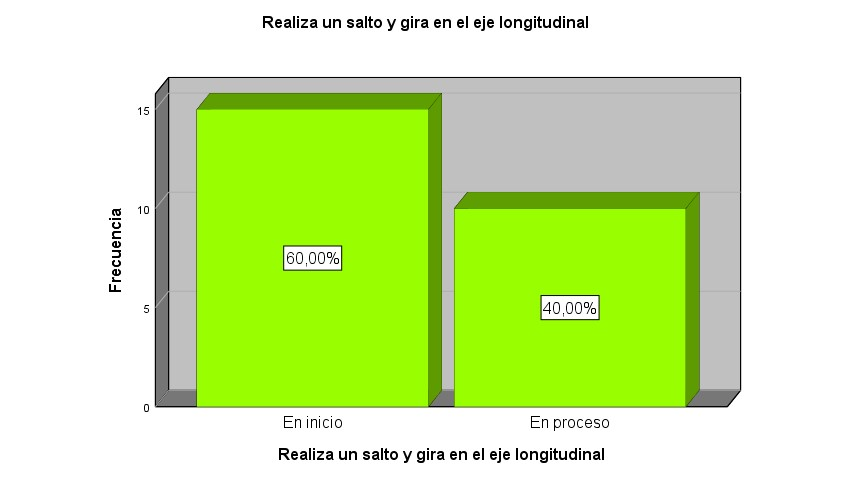 Realiza un salto y gira en el eje longitudinal
15
10
5
0
Frecuencia
60,00%
40,00%
En inicio
En proceso
Realiza un salto y gira en el eje longitudinal